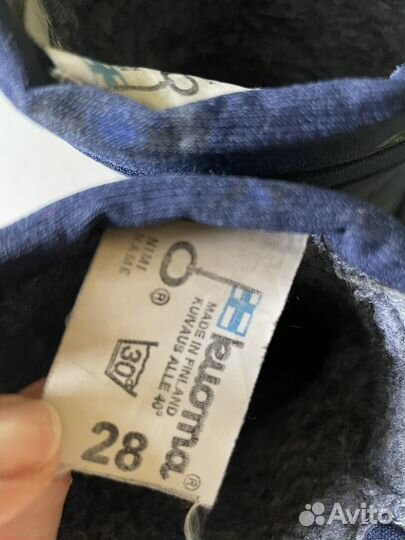 NIMI
NAME
®
MADE IN FINLAND
KUIVAUS ALLE 40°
30
kuoma®
28
Avito